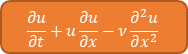 ∂u/∂t + u ∂u/∂x − ν ∂²u/∂x²